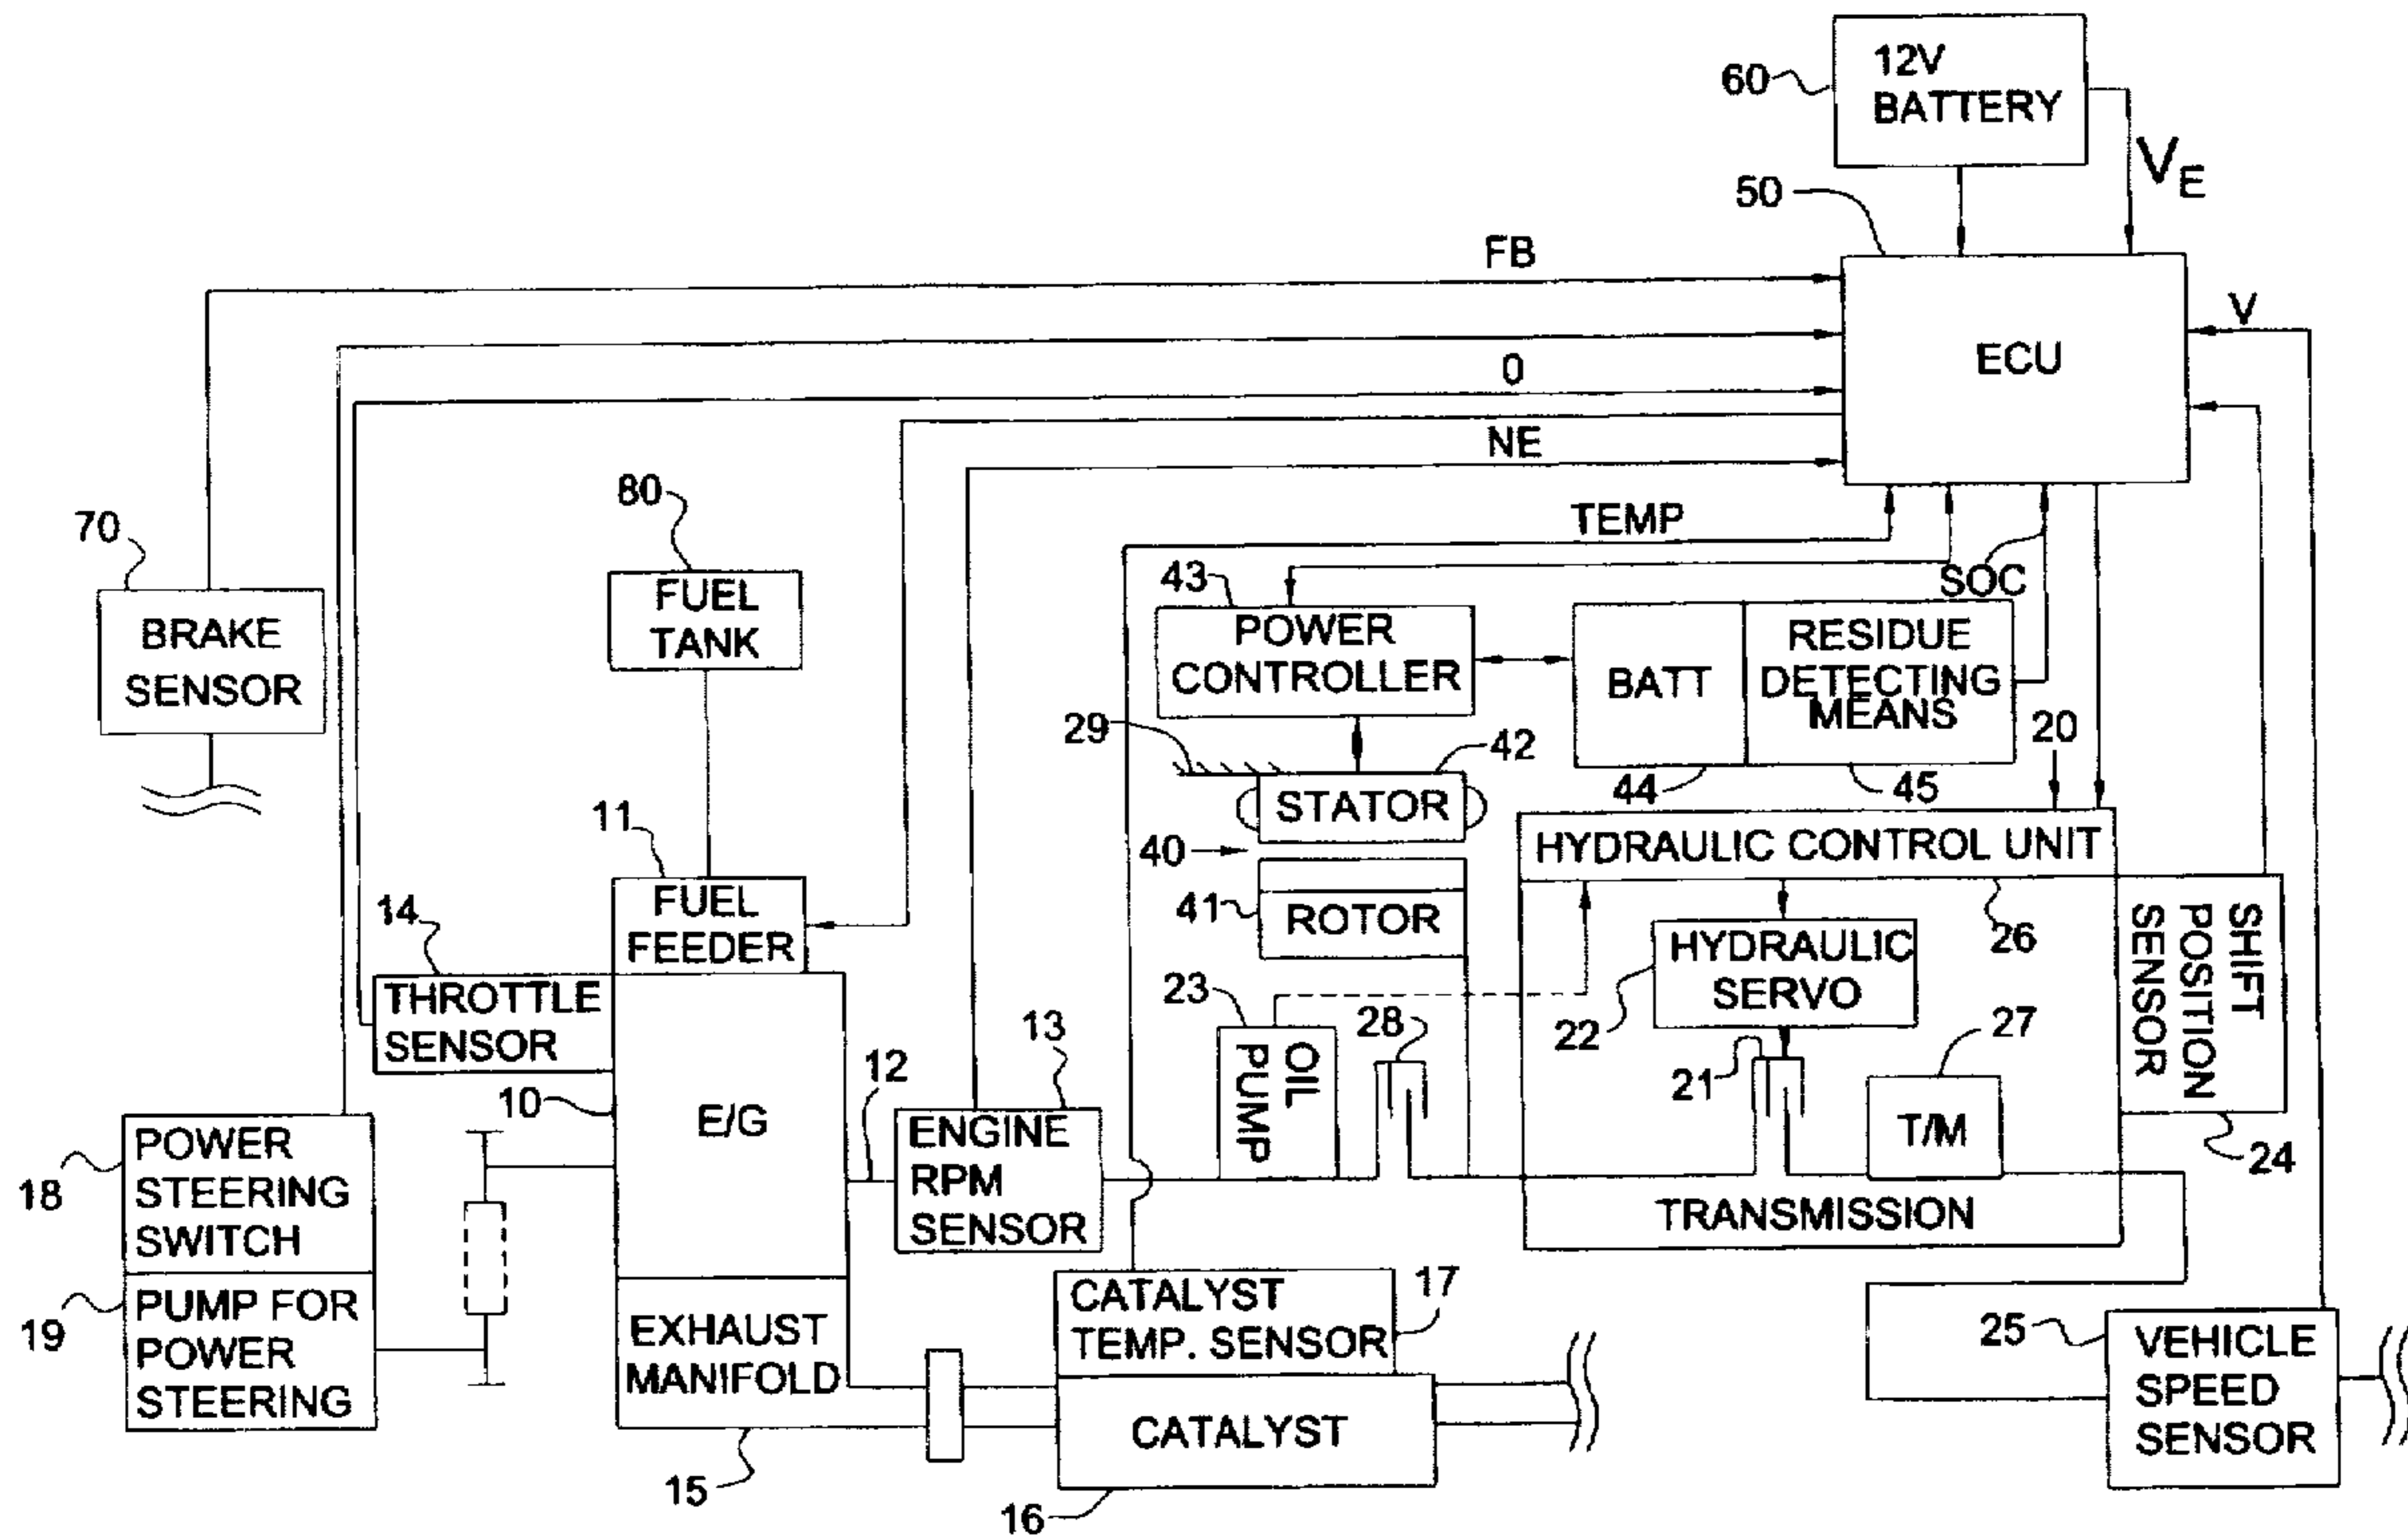 12V
BATTERY
60
V_E
50
FB
V
ECU
0
NE
80
TEMP
70
FUEL
TANK
43
SOC
BRAKE
SENSOR
POWER
CONTROLLER
BATT
RESIDUE
DETECTING
MEANS
29
42
20
44
45
STATOR
11
40
HYDRAULIC CONTROL UNIT
14
FUEL
FEEDER
41
ROTOR
26
SHIFT
POSITION
SENSOR
HYDRAULIC
SERVO
THROTTLE
SENSOR
23
28
22
27
13
OIL
PUMP
21
12
10
E/G
ENGINE
RPM
SENSOR
T/M
24
POWER
STEERING
SWITCH
18
TRANSMISSION
PUMP FOR
POWER
STEERING
19
EXHAUST
MANIFOLD
CATALYST
TEMP. SENSOR
17
25
VEHICLE
SPEED
SENSOR
CATALYST
15
16